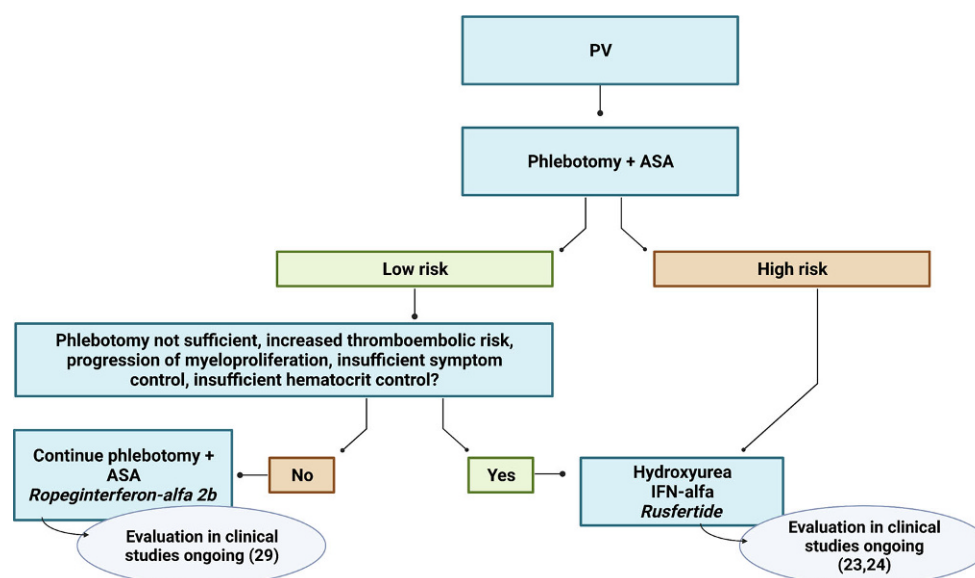 PV
Phlebotomy + ASA
Low risk
High risk
Phlebotomy not sufficient, increased thromboembolic risk,
progression of myeloproliferation, insufficient symptom
control, insufficient hematocrit control?
Continue phlebotomy +
ASA
Ropeginterferon-alfa 2b
No
Yes
Hydroxyurea
IFN-alfa
Rusfertide
Evaluation in clinical
studies ongoing (29)
Evaluation in clinical
studies ongoing
(23,24)